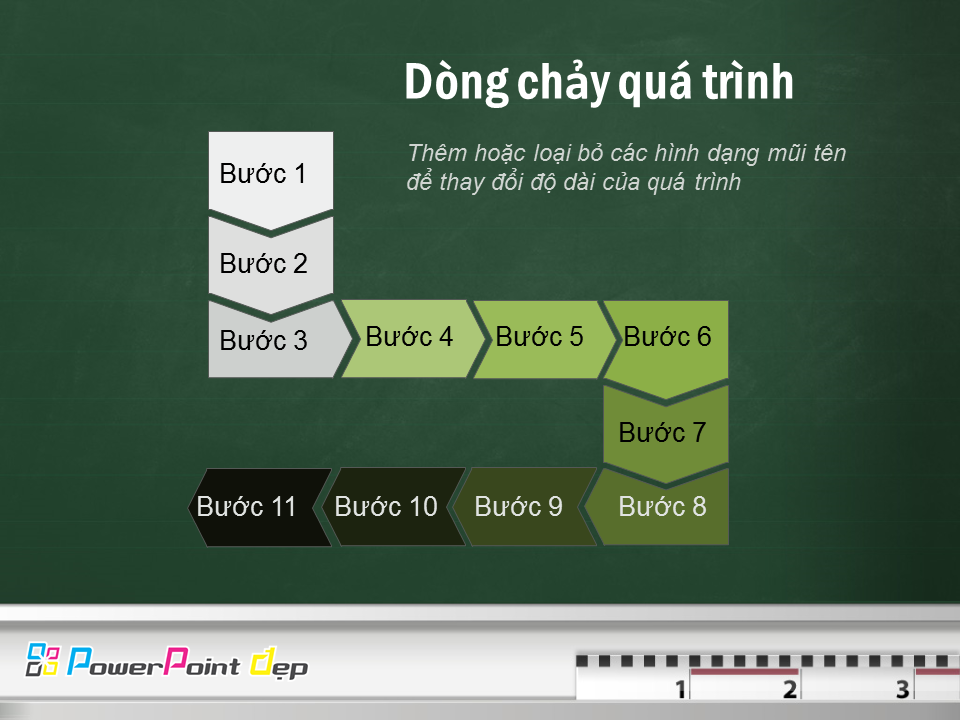 Dòng chảy quá trình
Thêm hoặc loại bỏ các hình dạng mũi tên
để thay đổi độ dài của quá trình
Bước 1
Bước 2
Bước 3
Bước 4
Bước 5
Bước 6
Bước 7
Bước 8
Bước 9
Bước 10
Bước 11
PowerPoint đẹp
1
2
3